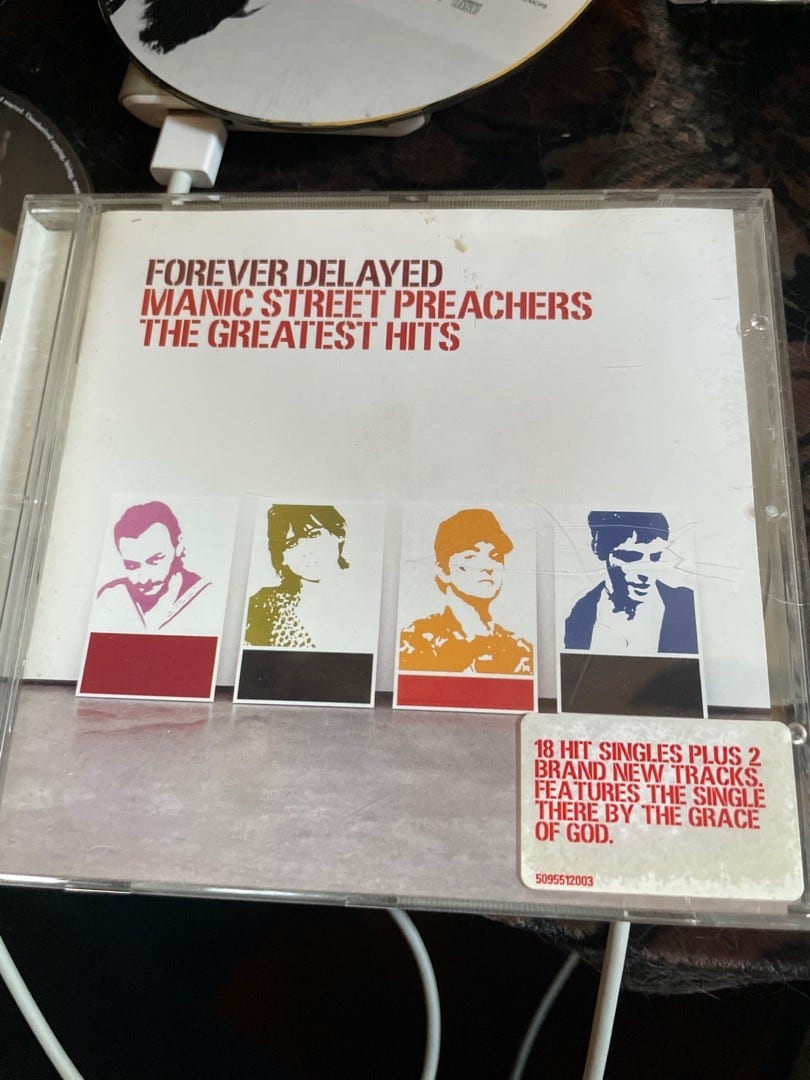 FOREVER DELAYED
MANIC STREET PREACHERS
THE GREATEST HITS
18 HIT SINGLES PLUS 2
BRAND NEW TRACKS.
FEATURES THE SINGLE
THERE BY THE GRACE
OF GOD.
5095512003